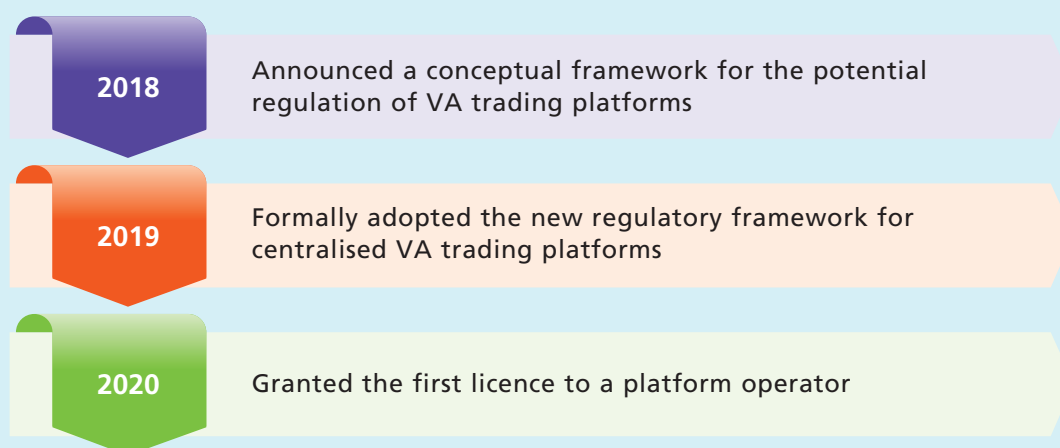 2018
Announced a conceptual framework for the potential
regulation of VA trading platforms
2019
Formally adopted the new regulatory framework for
centralised VA trading platforms
2020
Granted the first licence to a platform operator